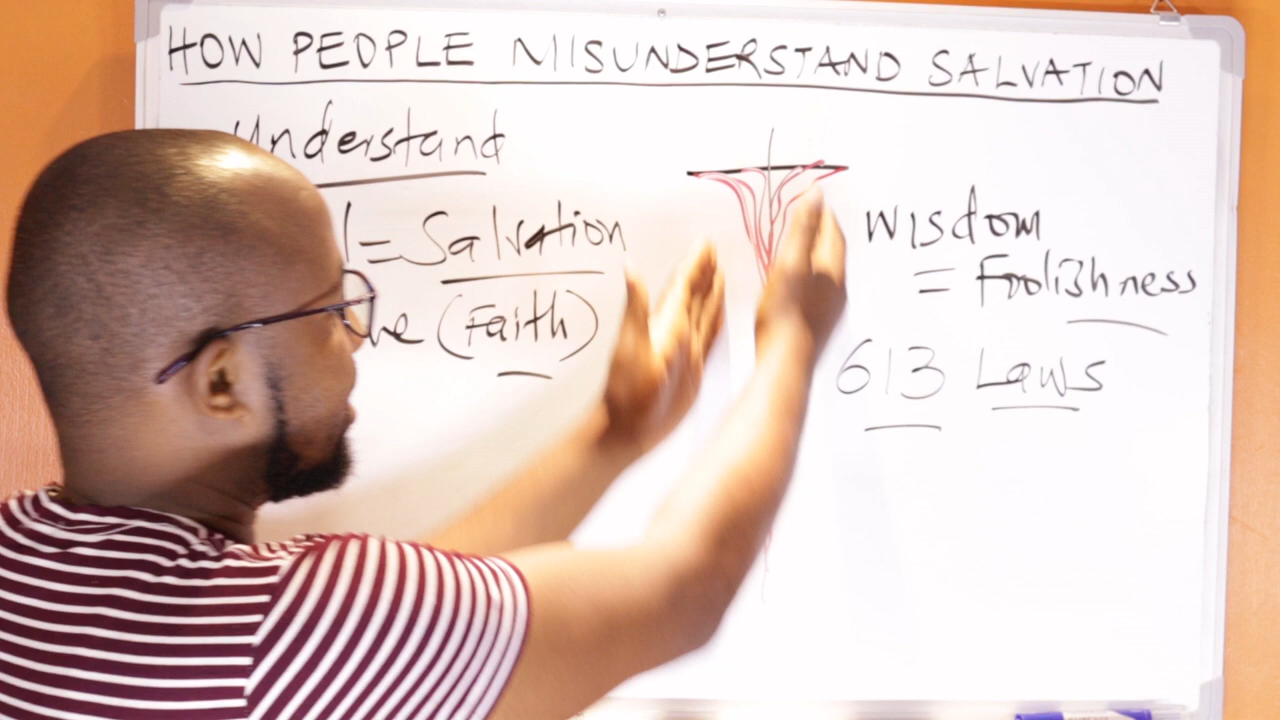 HOW PEOPLE MISUNDERSTAND SALVATION
Understand
= Salvation
(Faith)
Wisdom
= Foolishness
613 Laws